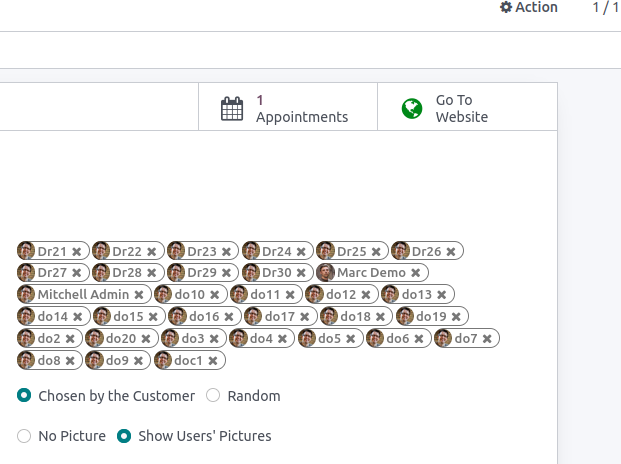 Action 1 / 1
1
Appointments
Go To
Website
Dr21 Dr22 Dr23 Dr24 Dr25 Dr26
Dr27 Dr28 Dr29 Dr30 Marc Demo
Mitchell Admin do10 do11 do12 do13
do14 do15 do16 do17 do18 do19
do2 do20 do3 do4 do5 do6 do7
do8 do9 doc1
Chosen by the Customer Random
No Picture Show Users' Pictures